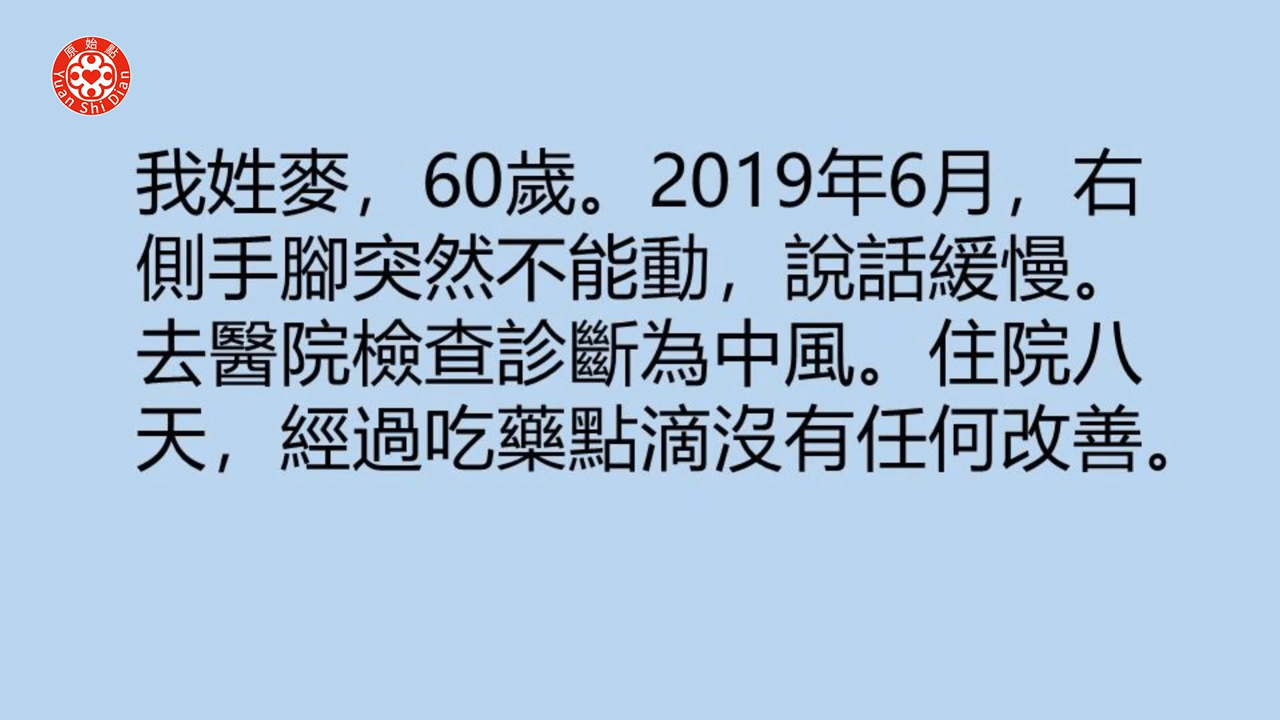 原始點
Yuan Shi Dian
我姓麥，60歲。2019年6月，右
側手腳突然不能動，說話緩慢。
去醫院檢查診斷為中風。住院八
天，經過吃藥點滴沒有任何改善。